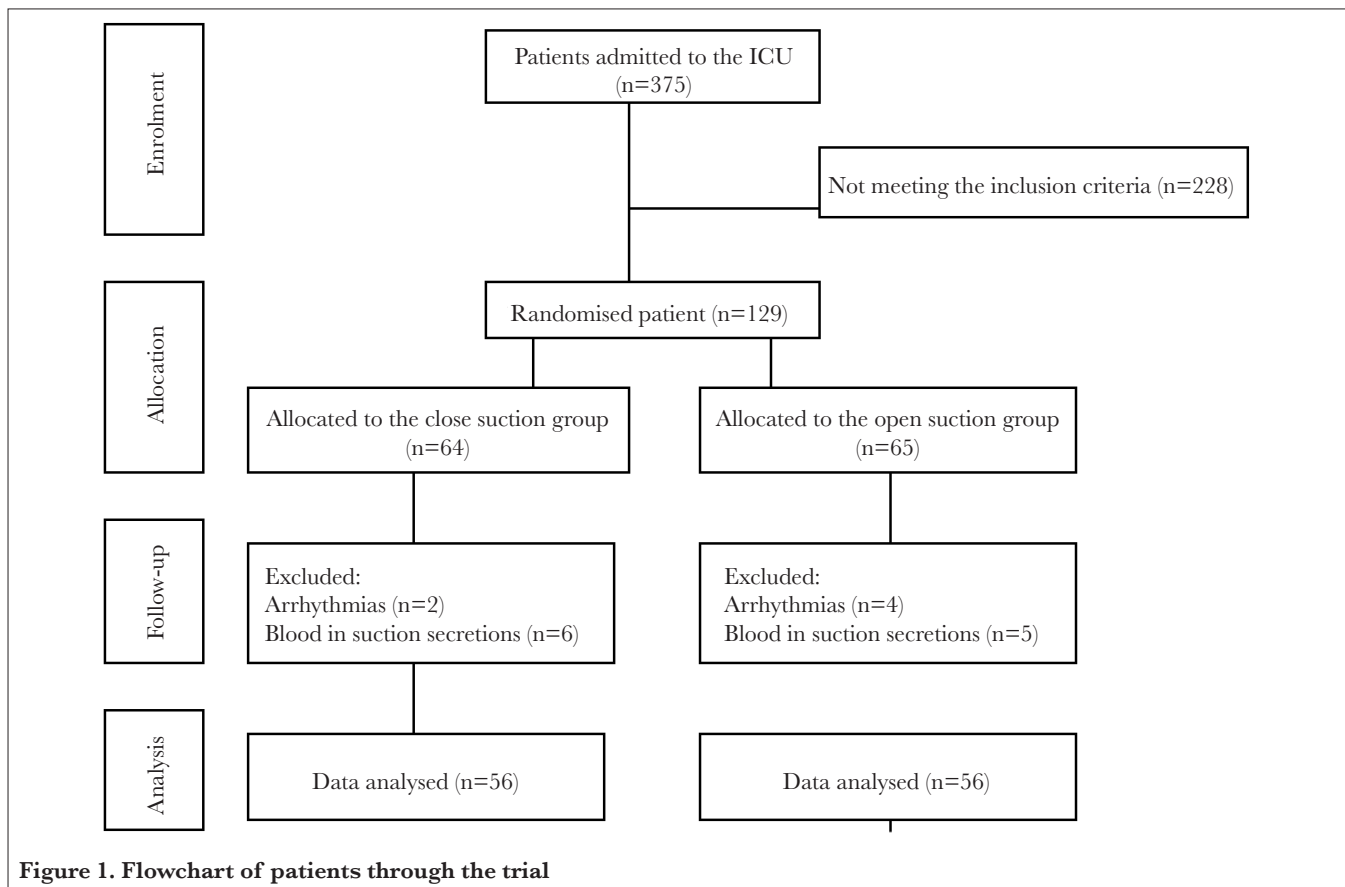 Enrolment
Patients admitted to the ICU
(n=375)
Not meeting the inclusion criteria (n=228)
Allocation
Randomised patient (n=129)
Allocated to the close suction group
(n=64)
Allocated to the open suction group
(n=65)
Follow-up
Excluded:
Arrhythmias (n=2)
Blood in suction secretions (n=6)
Excluded:
Arrhythmias (n=4)
Blood in suction secretions (n=5)
Analysis
Data analysed (n=56)
Data analysed (n=56)
Figure 1. Flowchart of patients through the trial